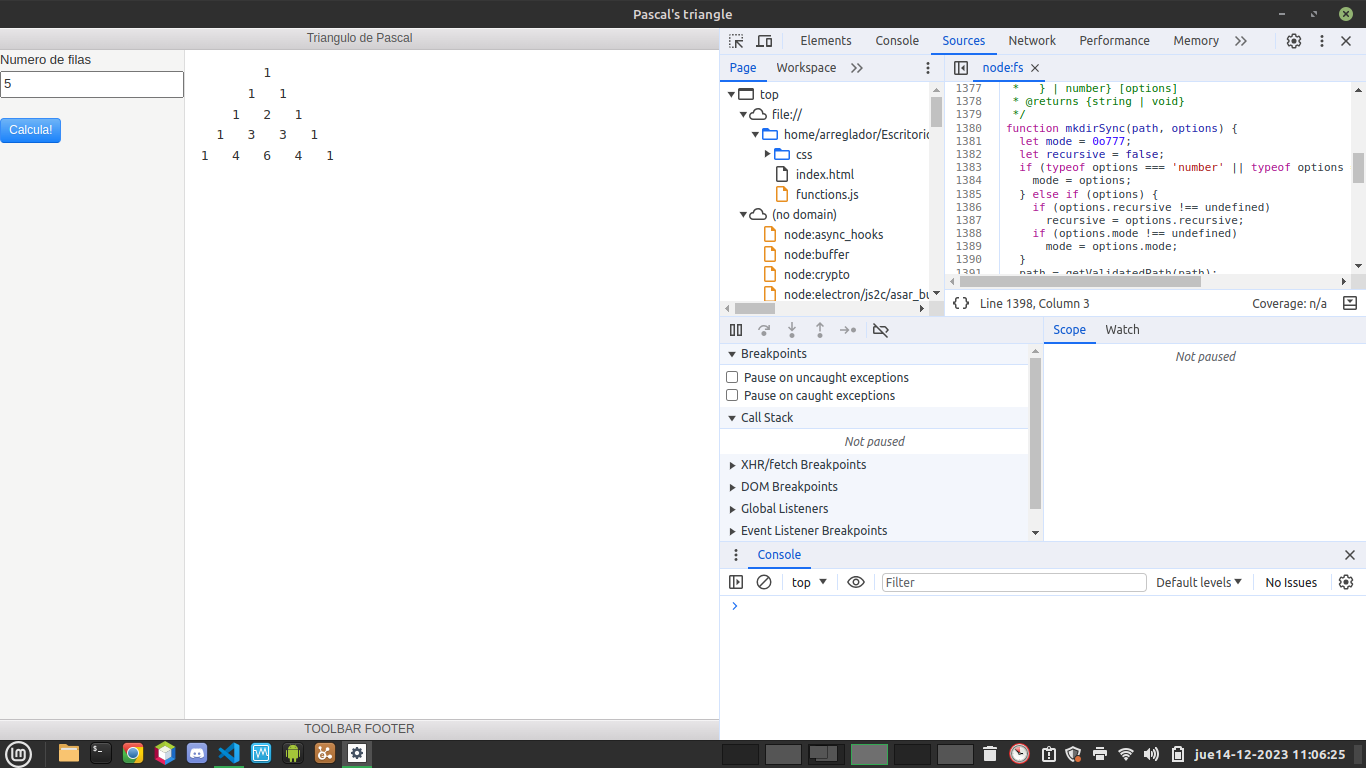 Pascal's triangle
Triangulo de Pascal
Numero de filas
5
Calcula!
1
1 1
1 2 1
1 3 3 1
1 4 6 4 1
TOOLBAR FOOTER
Elements Console Sources Network Performance Memory
Page Workspace
top
file://
home/arreglador/Escritorio
css
index.html
functions.js
(no domain)
node:async_hooks
node:buffer
node:crypto
node:electron/js2c/asar_bu
node:fs
1377 * } | number} [options]
1378 * @returns {string | void}
1379 */
1380 function mkdirSync(path, options) {
1381 let mode = 0o777;
1382 let recursive = false;
1383 if (typeof options === 'number' || typeof options
1384 mode = options;
1385 } else if (options) {
1386 if (options.recursive !== undefined)
1387 recursive = options.recursive;
1388 if (options.mode !== undefined)
1389 mode = options.mode;
1390 }
1391 path = getValidatedPath(path);
{} Line 1398, Column 3 Coverage: n/a
Breakpoints
Pause on uncaught exceptions
Pause on caught exceptions
Call Stack
Not paused
XHR/fetch Breakpoints
DOM Breakpoints
Global Listeners
Event Listener Breakpoints
Scope Watch
Not paused
Console
top Filter Default levels No Issues
jue14-12-2023 11:06:25